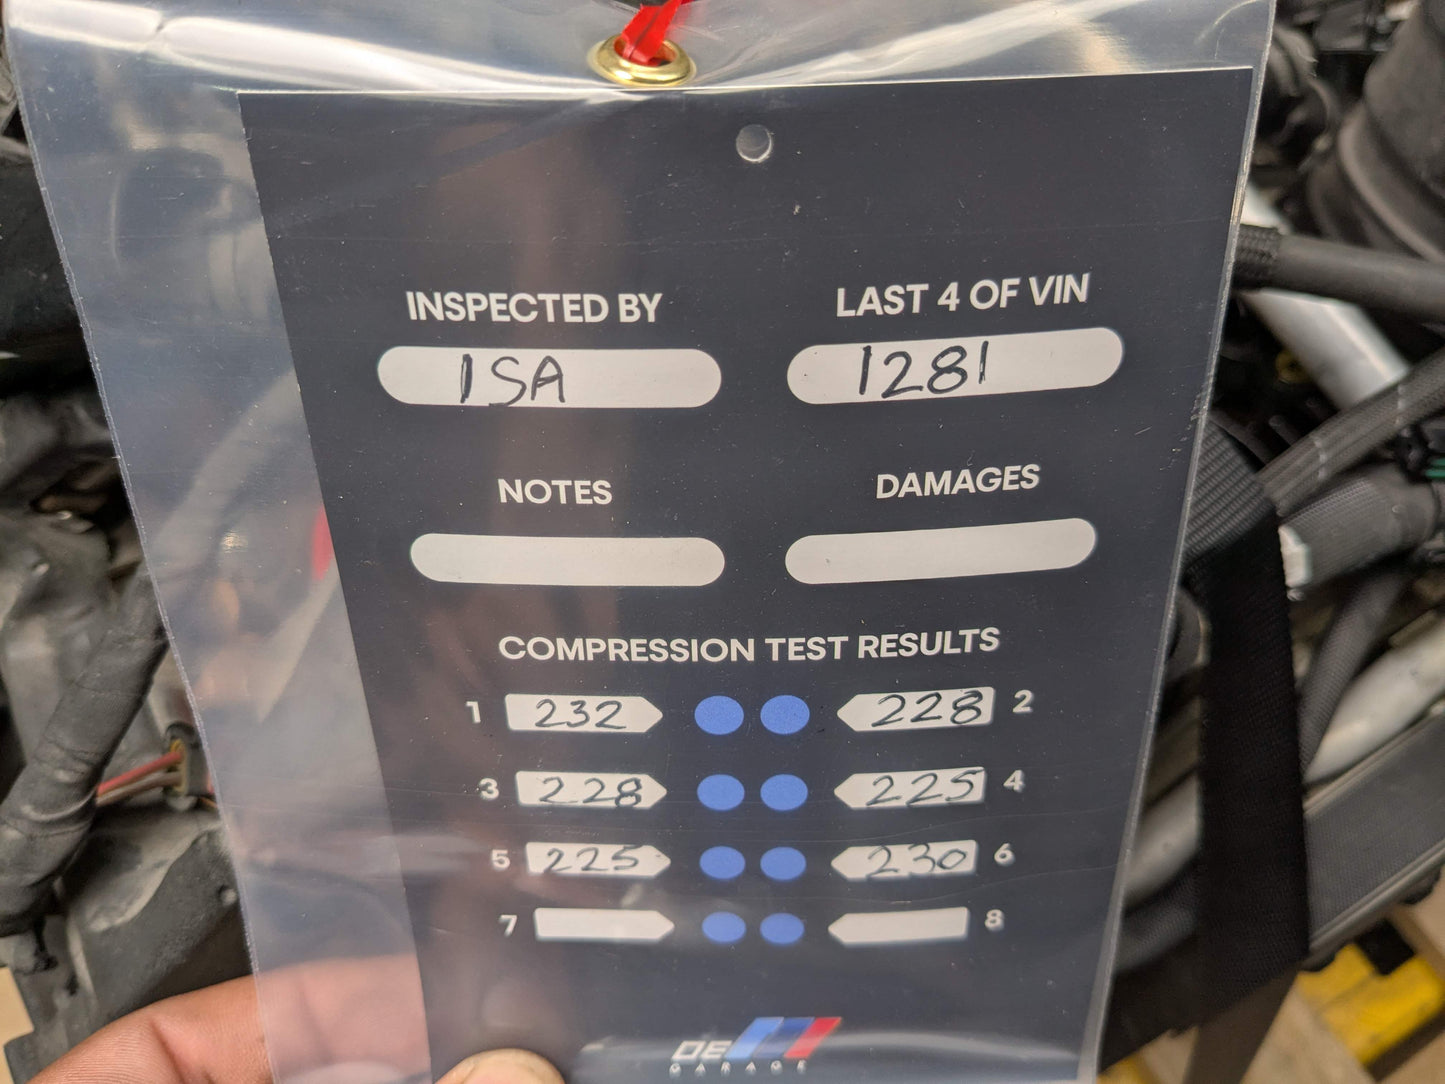 INSPECTED BY LAST 4 OF VIN
ISA 1281
NOTES DAMAGES
COMPRESSION TEST RESULTS
1 232 228 2
3 228 225 4
5 225 230 6
7 8
DE
GARAGE